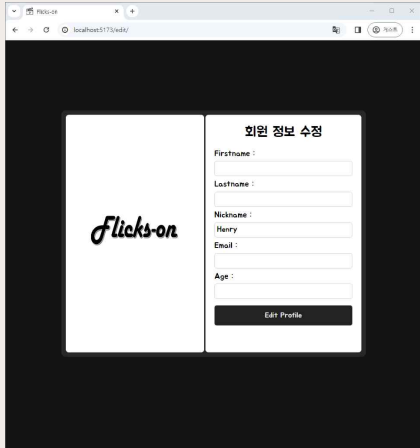 Flicks-on
localhost:5173/edit/
Flicks-on
회원 정보 수정
Firstname :
Lastname :
Nickname :
Henry
Email :
Age :
Edit Profile